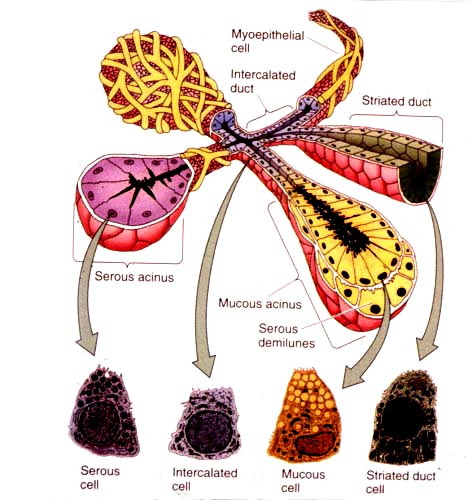 Myoepithelial
cell
Intercalated
duct
Striated duct
Serous acinus
Mucous acinus
Serous
demilunes
Serous
cell
Intercalated
cell
Mucous
cell
Striated duct
cell